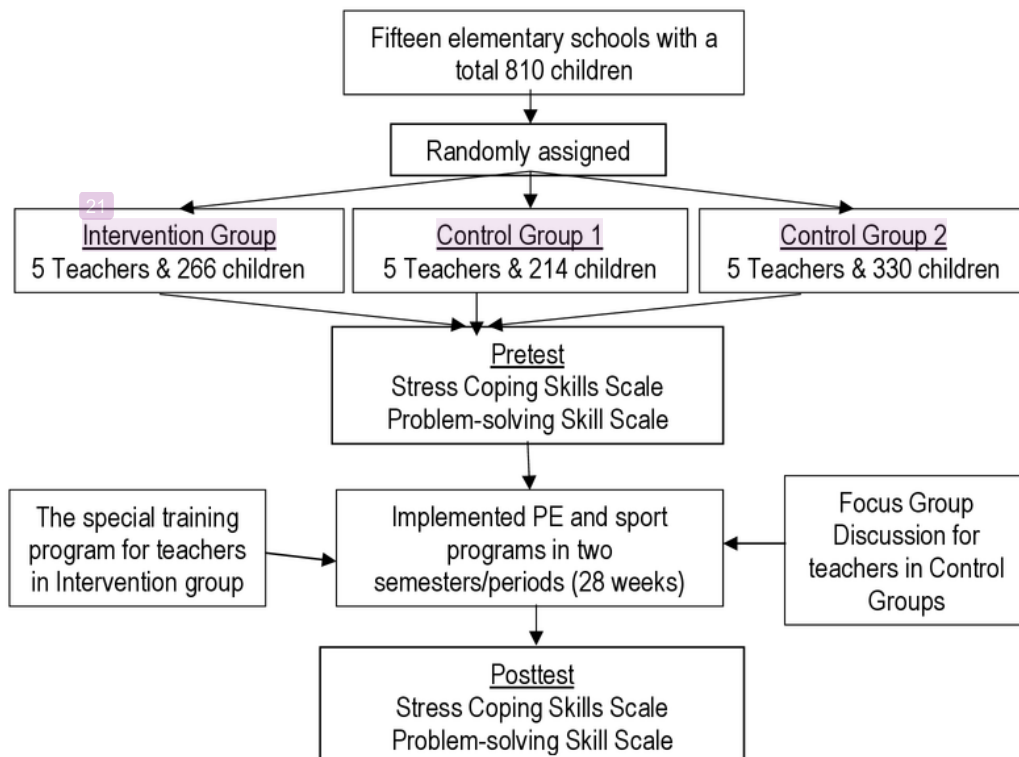 Fifteen elementary schools with a
total 810 children
Randomly assigned
21
Intervention Group
5 Teachers & 266 children
Control Group 1
5 Teachers & 214 children
Control Group 2
5 Teachers & 330 children
Pretest
Stress Coping Skills Scale
Problem-solving Skill Scale
The special training
program for teachers
in Intervention group
Implemented PE and sport
programs in two
semesters/periods (28 weeks)
Focus Group
Discussion for
teachers in Control
Groups
Posttest
Stress Coping Skills Scale
Problem-solving Skill Scale